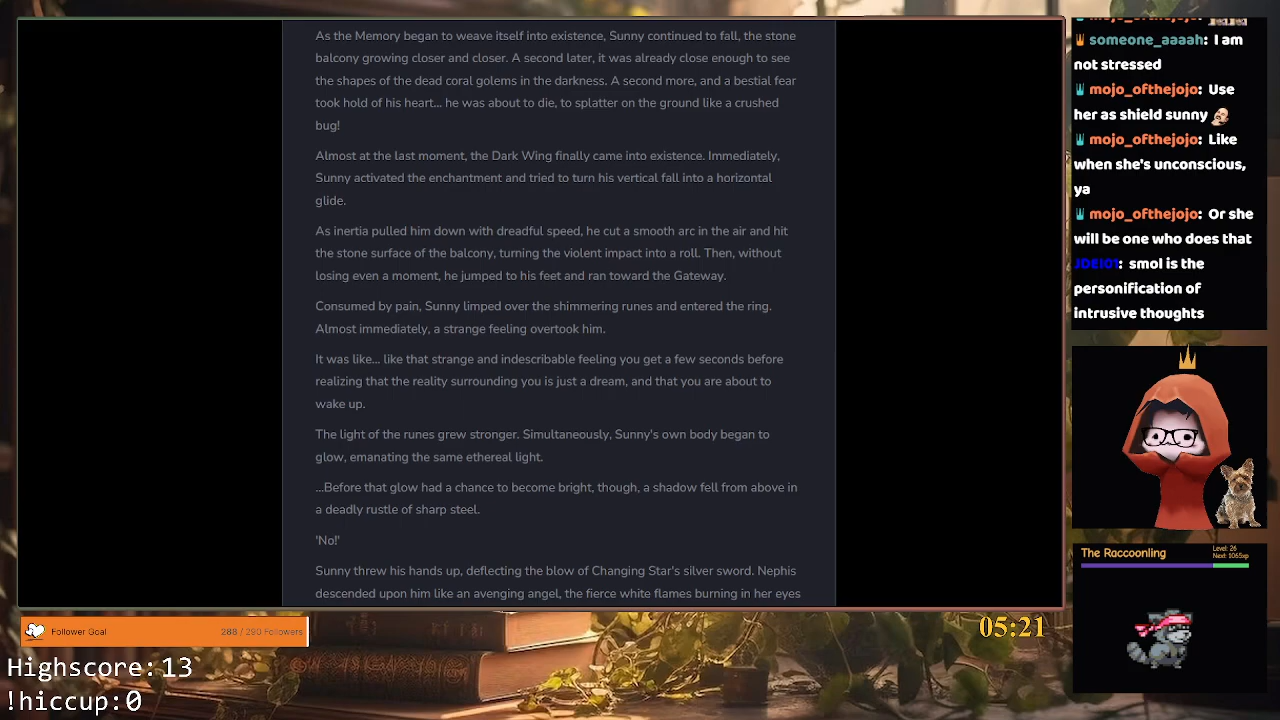 As the Memory began to weave itself into existence, Sunny continued to fall, the stone
balcony growing closer and closer. A second later, it was already close enough to see
the shapes of the dead coral golems in the darkness. A second more, and a bestial fear
took hold of his heart... he was about to die, to splatter on the ground like a crushed
bug!
Almost at the last moment, the Dark Wing finally came into existence. Immediately,
Sunny activated the enchantment and tried to turn his vertical fall into a horizontal
glide.
As inertia pulled him down with dreadful speed, he cut a smooth arc in the air and hit
the stone surface of the balcony, turning the violent impact into a roll. Then, without
losing even a moment, he jumped to his feet and ran toward the Gateway.
Consumed by pain, Sunny limped over the shimmering runes and entered the ring.
Almost immediately, a strange feeling overtook him.
It was like... like that strange and indescribable feeling you get a few seconds before
realizing that the reality surrounding you is just a dream, and that you are about to
wake up.
The light of the runes grew stronger. Simultaneously, Sunny's own body began to
glow, emanating the same ethereal light.
...Before that glow had a chance to become bright, though, a shadow fell from above in
a deadly rustle of sharp steel.
'No!'
Sunny threw his hands up, deflecting the blow of Changing Star's silver sword. Nephis
descended upon him like an avenging angel, the fierce white flames burning in her eyes
someone_aaaah: I am
not stressed
mojo_ofthejojo: Use
her as shield sunny
mojo_ofthejojo: Like
when she's unconscious,
ya
mojo_ofthejojo: Or she
will be one who does that
JDEI01: smol is the
personification of
intrusive thoughts
The Raccoonling
Level: 26
Next: 1065xp
Follower Goal
288 / 290 Followers
05:21
Highscore:13
!hiccup:0